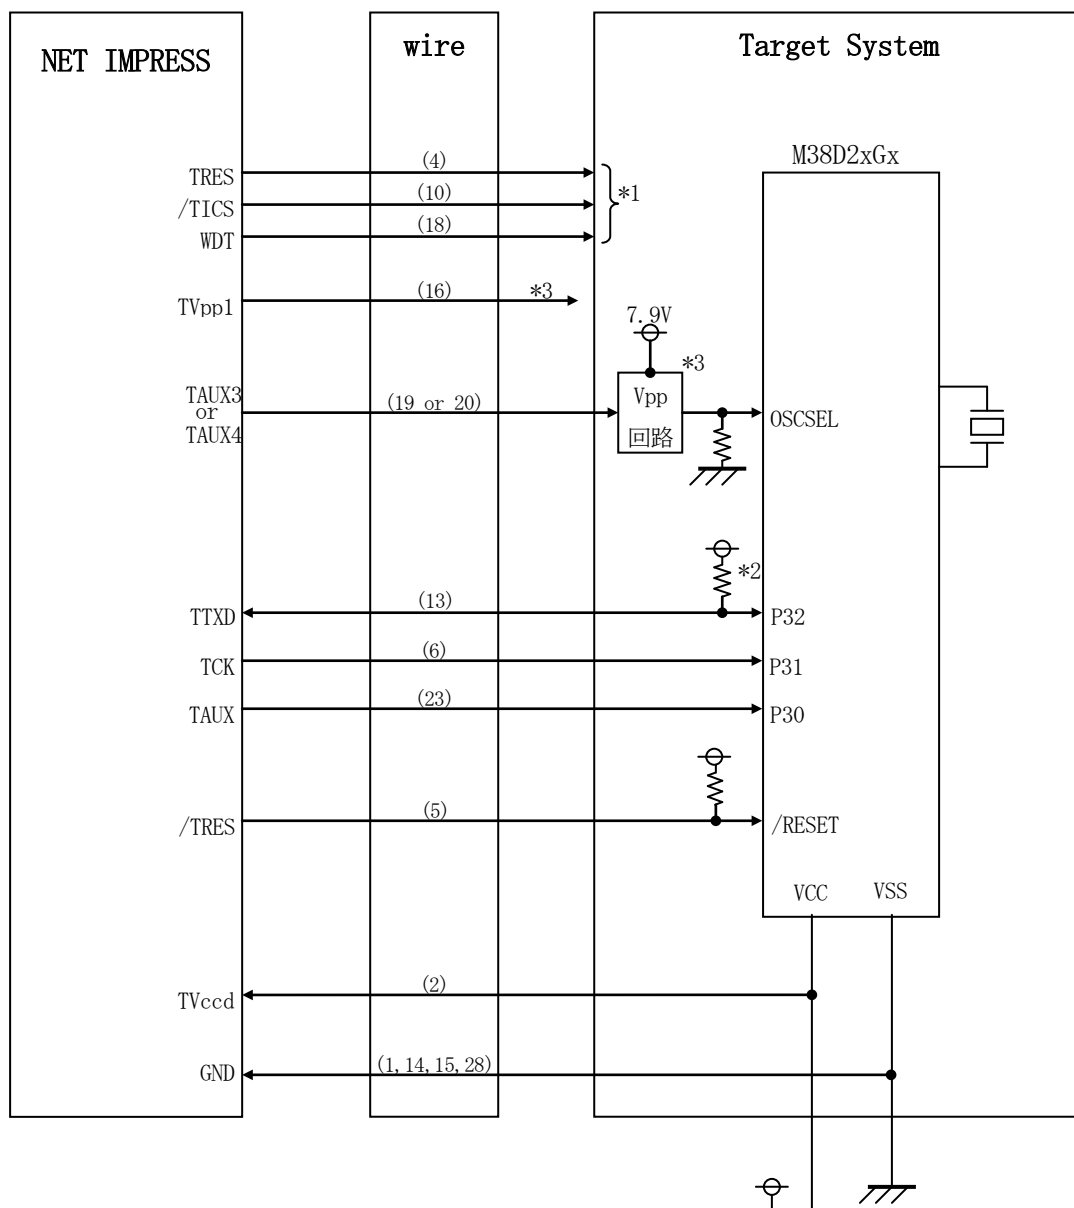 NET IMPRESS
wire
Target System
M38D2xGx
TRES
(4)
*1
/TICS
(10)
WDT
(18)
TVpp1
(16)
*3
7.9V
*3
TAUX3
or
TAUX4
(19 or 20)
Vpp
回路
OSCSEL
*2
TTXD
(13)
P32
TCK
(6)
P31
TAUX
(23)
P30
/TRES
(5)
/RESET
VCC
VSS
TVccd
(2)
GND
(1,14,15,28)